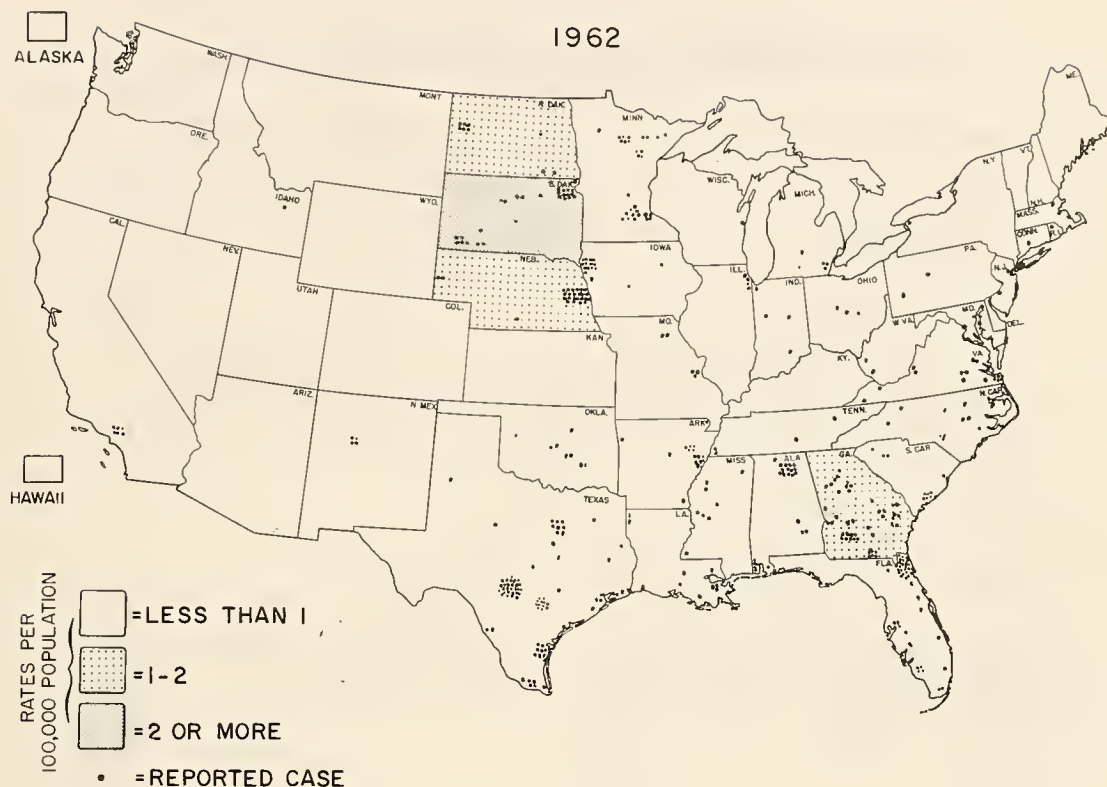 1962
ALASKA
WASH.
MONT.
N. DAK.
MINN
ME.
ORE.
IDAHO
WYO.
S. DAK.
WISC.
MICH.
N.Y.
VT.
N.H.
MASS.
CONN
R.I.
CAL.
NEV.
UTAH
COL.
NEB.
IOWA
ILL.
IND.
OHIO
PA.
N.J.
MD.
DEL.
W. VA.
VA.
KAN
MO.
KY.
ARIZ.
N. MEX.
OKLA.
ARK.
TENN.
N. CAR.
S. CAR
HAWAII
TEXAS
LA.
MISS
ALA
GA.
FLA.
RATES PER
100,000 POPULATION
=LESS THAN 1
=1-2
=2 OR MORE
=REPORTED CASE